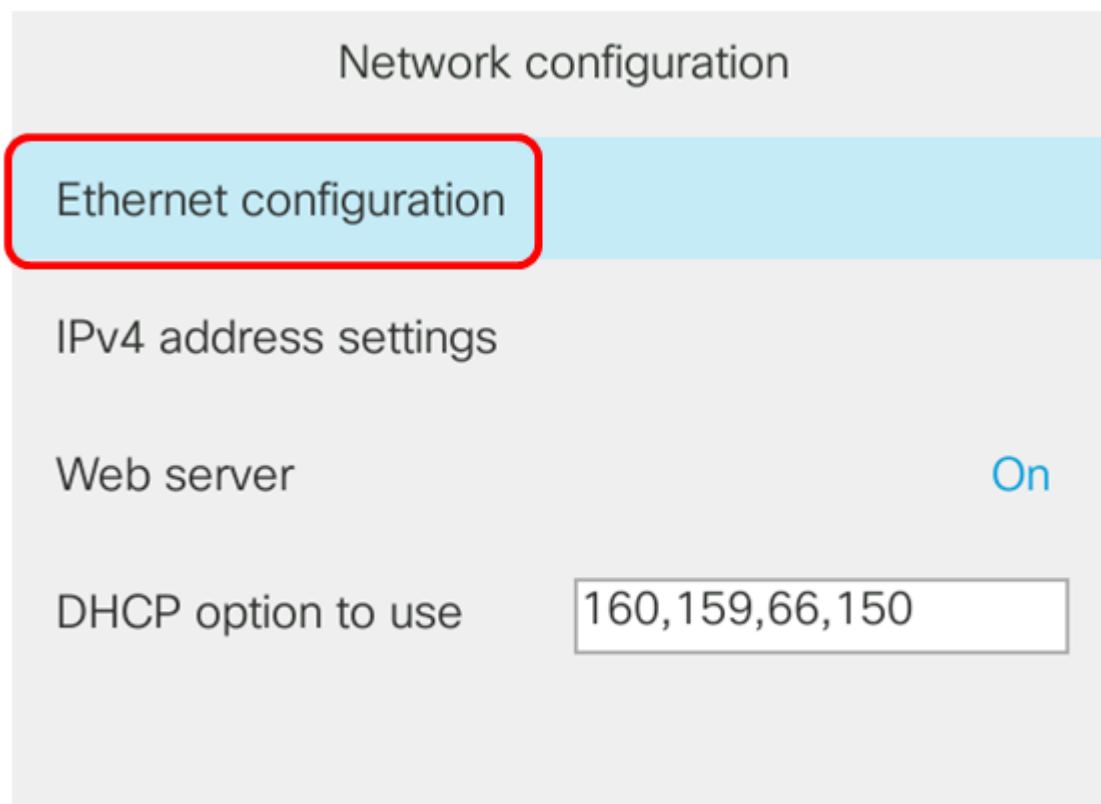 Network configuration
Ethernet configuration
IPv4 address settings
Web server On
DHCP option to use 160,159,66,150